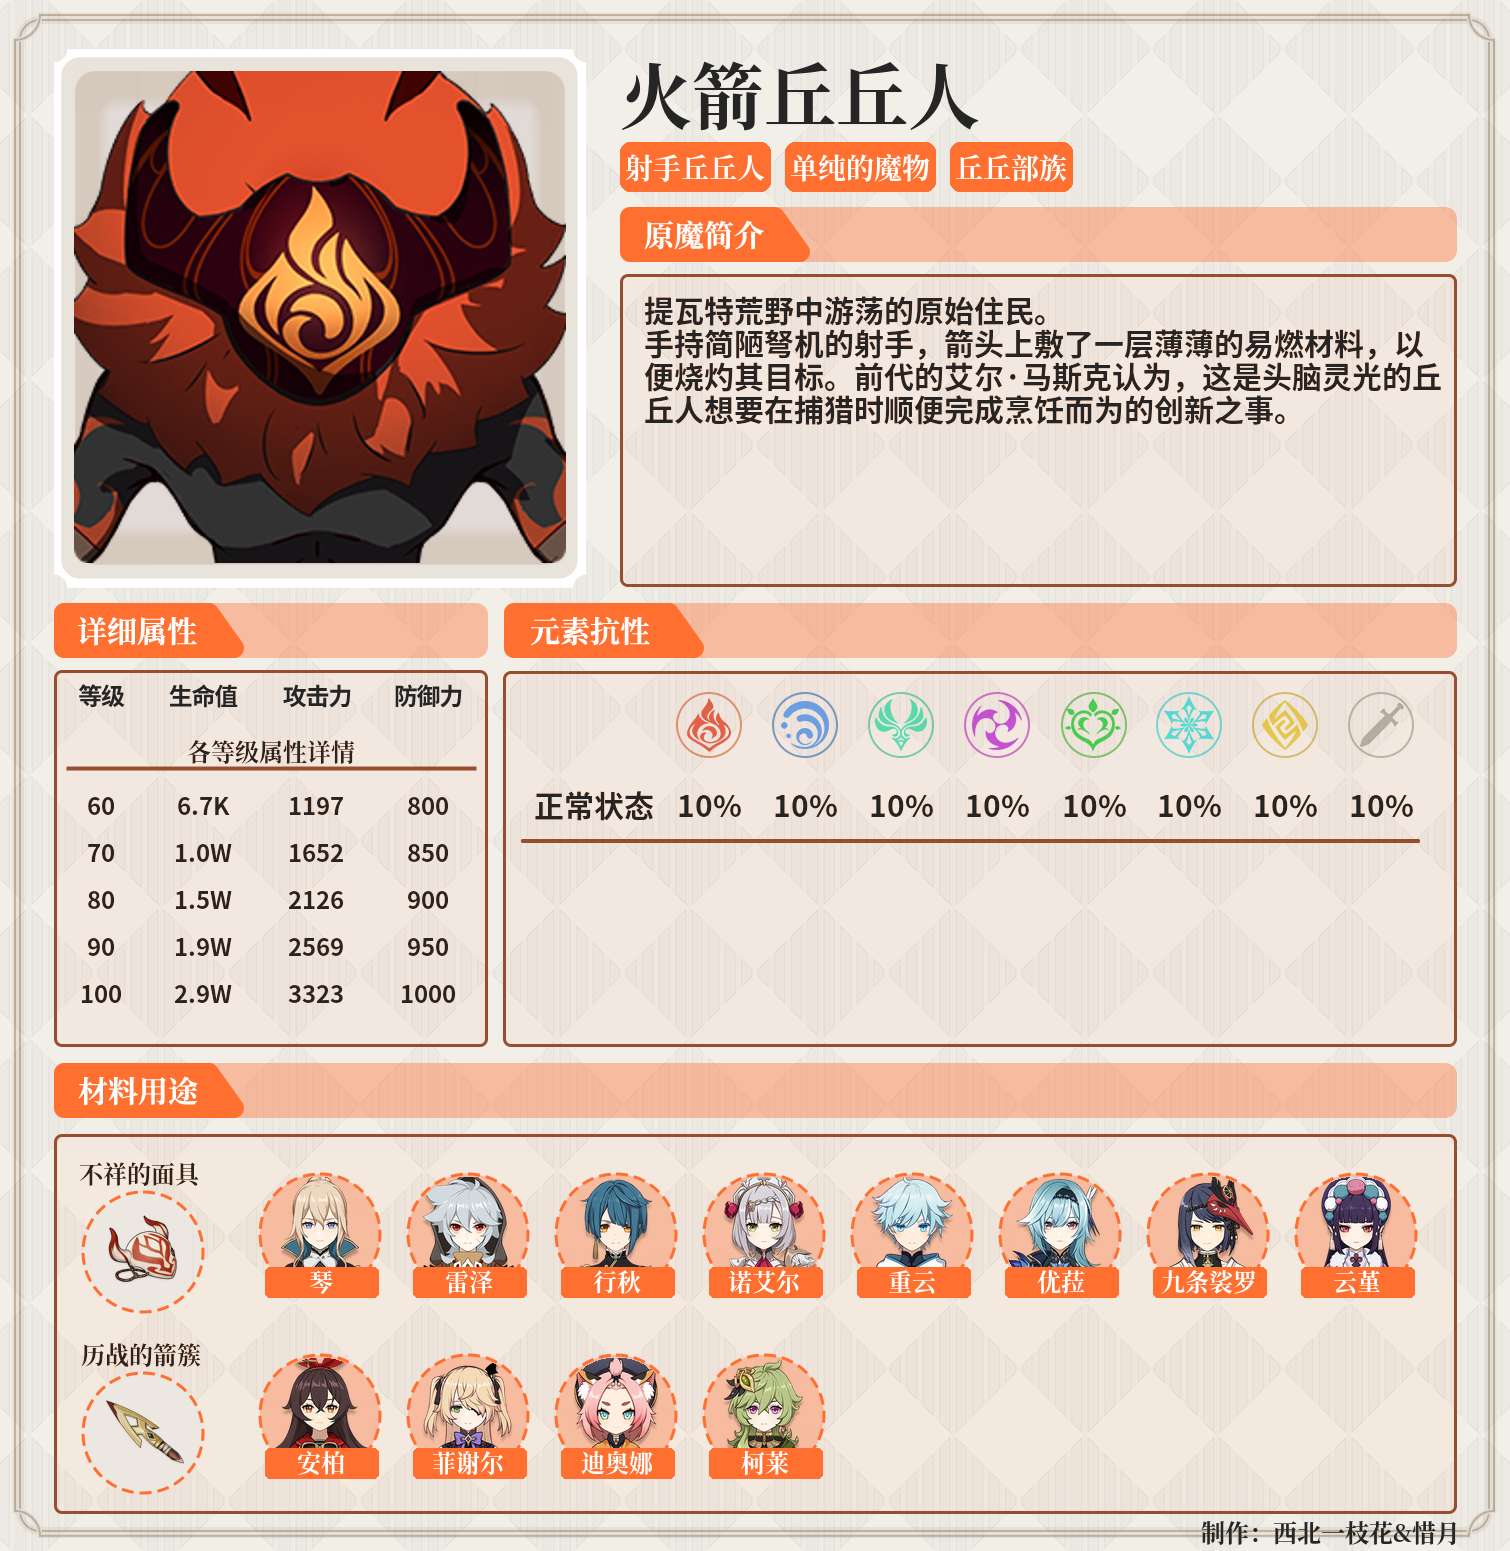 火箭丘丘人
射手丘丘人 单纯的魔物 丘丘部族
原魔简介
提瓦特荒野中游荡的原始住民。
手持简陋弩机的射手，箭头上敷了一层薄薄的易燃材料，以
便烧灼其目标。前代的艾尔·马斯克认为，这是头脑灵光的丘
丘人想要在捕猎时顺便完成烹饪而为的创新之事。
详细属性
等级 生命值 攻击力 防御力
各等级属性详情
60 6.7K 1197 800
70 1.0W 1652 850
80 1.5W 2126 900
90 1.9W 2569 950
100 2.9W 3323 1000
元素抗性
正常状态 10% 10% 10% 10% 10% 10% 10% 10%
材料用途
不祥的面具
琴 雷泽 行秋 诺艾尔 重云 优菈 九条裟罗 云堇
历战的箭簇
安柏 菲谢尔 迪奥娜 柯莱
制作：西北一枝花&惜月